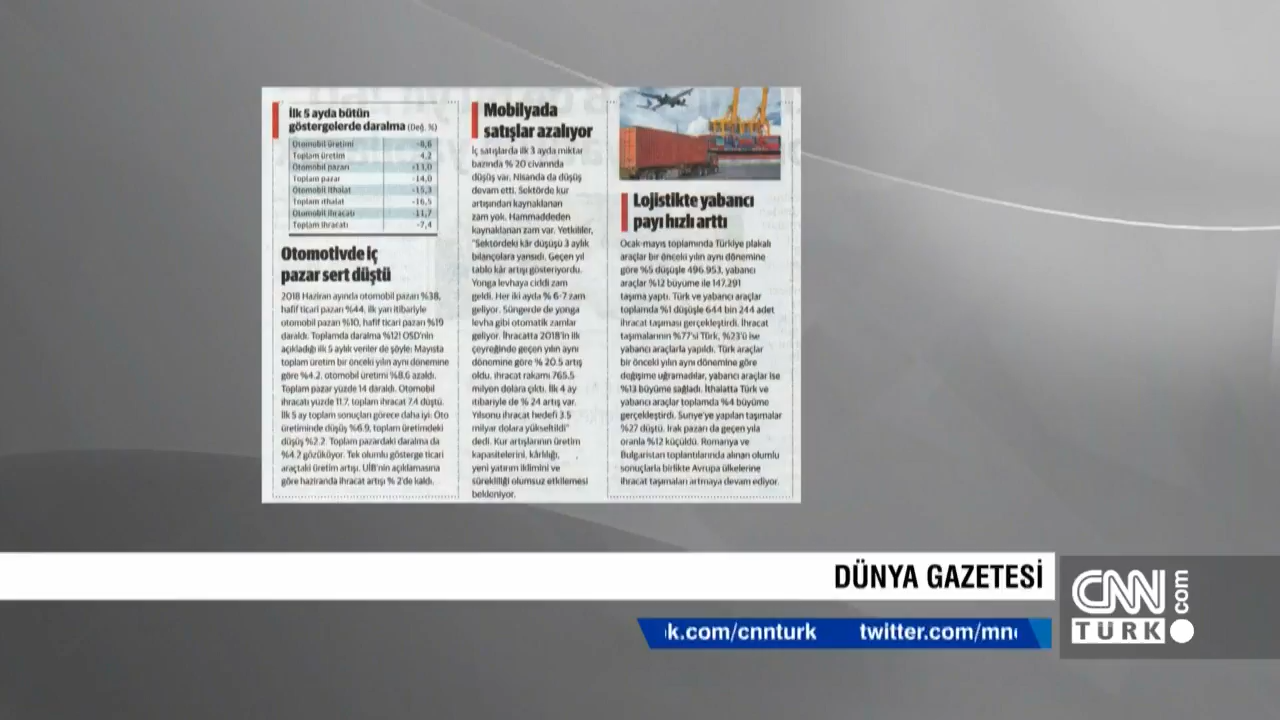 İlk 5 ayda bütün
göstergelerde daralma (Değ. %)
Otomobil üretimi -8,6
Toplam üretim 4,2
Otomobil pazarı -13,0
Toplam pazar -14,0
Otomobil ithalat -15,3
Toplam ithalat -16,5
Otomobil ihracatı -11,7
Toplam ihracatı -7,4
Otomotivde iç
pazar sert düştü
2018 Haziran ayında otomobil pazarı %38,
hafif ticari pazarı %44, ilk yarı itibariyle
otomobil pazarı %10, hafif ticari pazarı %19
daraldı. Toplamda daralma %12! OSD'nin
açıkladığı ilk 5 aylık veriler de şöyle: Mayısta
toplam üretim bir önceki yılın aynı dönemine
göre %4.2, otomobil üretimi %8.6 azaldı.
Toplam pazar yüzde 14 daraldı. Otomobil
ihracatı yüzde 11.7, toplam ihracat 7.4 düştü.
İlk 5 ay toplam sonuçları görece daha iyi: Oto
üretiminde düşüş %6.9, toplam üretimdeki
düşüş %2.2. Toplam pazardaki daralma da
%4.2 gözüküyor. Tek olumlu gösterge ticari
araçtaki üretim artışı. UİB'nin açıklamasına
göre haziranda ihracat artışı % 2'de kaldı.
Mobilyada
satışlar azalıyor
İç satışlarda ilk 3 ayda miktar
bazında % 20 civarında
düşüş var. Nisanda da düşüş
devam etti. Sektörde kur
artışından kaynaklanan
zam yok. Hammaddeden
kaynaklanan zam var. Yetkililer,
"Sektördeki kâr düşüşü 3 aylık
bilançolara yansıdı. Geçen yıl
tablo kâr artışı gösteriyordu.
Yonga levhaya ciddi zam
geldi. Her iki ayda % 6-7 zam
geliyor. Süngerde de yonga
levha gibi otomatik zamlar
geliyor. İhracatta 2018'in ilk
çeyreğinde geçen yılın aynı
dönemine göre % 20.5 artış
oldu, ihracat rakamı 765.5
milyon dolara çıktı. İlk 4 ay
itibariyle de % 24 artış var.
Yılsonu ihracat hedefi 3.5
milyar dolara yükseltildi"
dedi. Kur artışlarının üretim
kapasitelerini, kârlılığı,
yeni yatırım iklimini ve
sürekliliği olumsuz etkilemesi
bekleniyor.
Lojistikte yabancı
payı hızlı arttı
Ocak-mayıs toplamında Türkiye plakalı
araçlar bir önceki yılın aynı dönemine
göre %5 düşüşle 496.953, yabancı
araçlar %12 büyüme ile 147.291
taşıma yaptı. Türk ve yabancı araçlar
toplamda %1 düşüşle 644 bin 244 adet
ihracat taşıması gerçekleştirdi. İhracat
taşımalarının %77'si Türk, %23'ü ise
yabancı araçlarla yapıldı. Türk araçlar
bir önceki yılın aynı dönemine göre
değişime uğramadılar, yabancı araçlar ise
%13 büyüme sağladı. İthalatta Türk ve
yabancı araçlar toplamda %4 büyüme
gerçekleştirdi. Suriye'ye yapılan taşımalar
%27 düştü. Irak pazarı da geçen yıla
oranla %12 küçüldü. Romanya ve
Bulgaristan toplantılarında alınan olumlu
sonuçlarla birlikte Avrupa ülkelerine
ihracat taşımaları artmaya devam ediyor.
DÜNYA GAZETESİ
k.com/cnnturk twitter.com/mn
CNN
TURK
.com